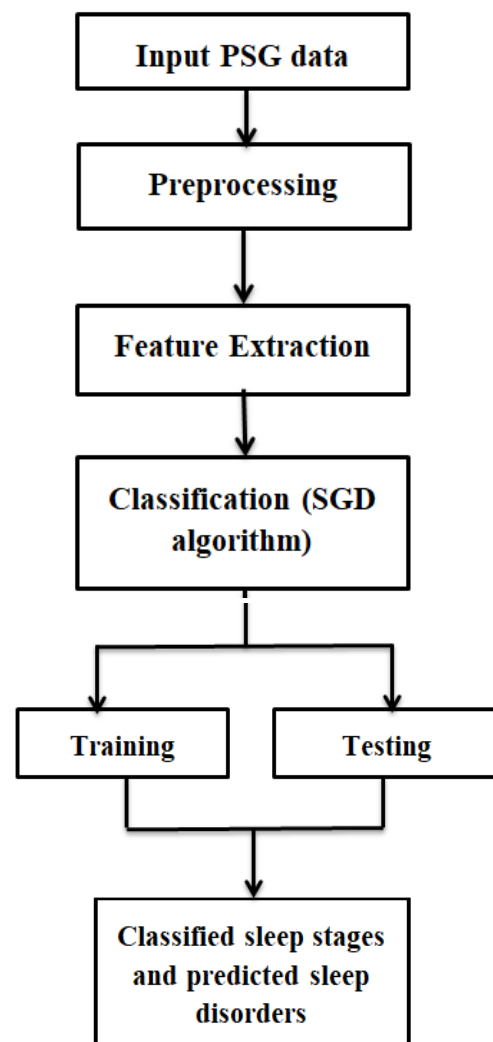 Input PSG data
Preprocessing
Feature Extraction
Classification (SGD
algorithm)
Training
Testing
Classified sleep stages
and predicted sleep
disorders